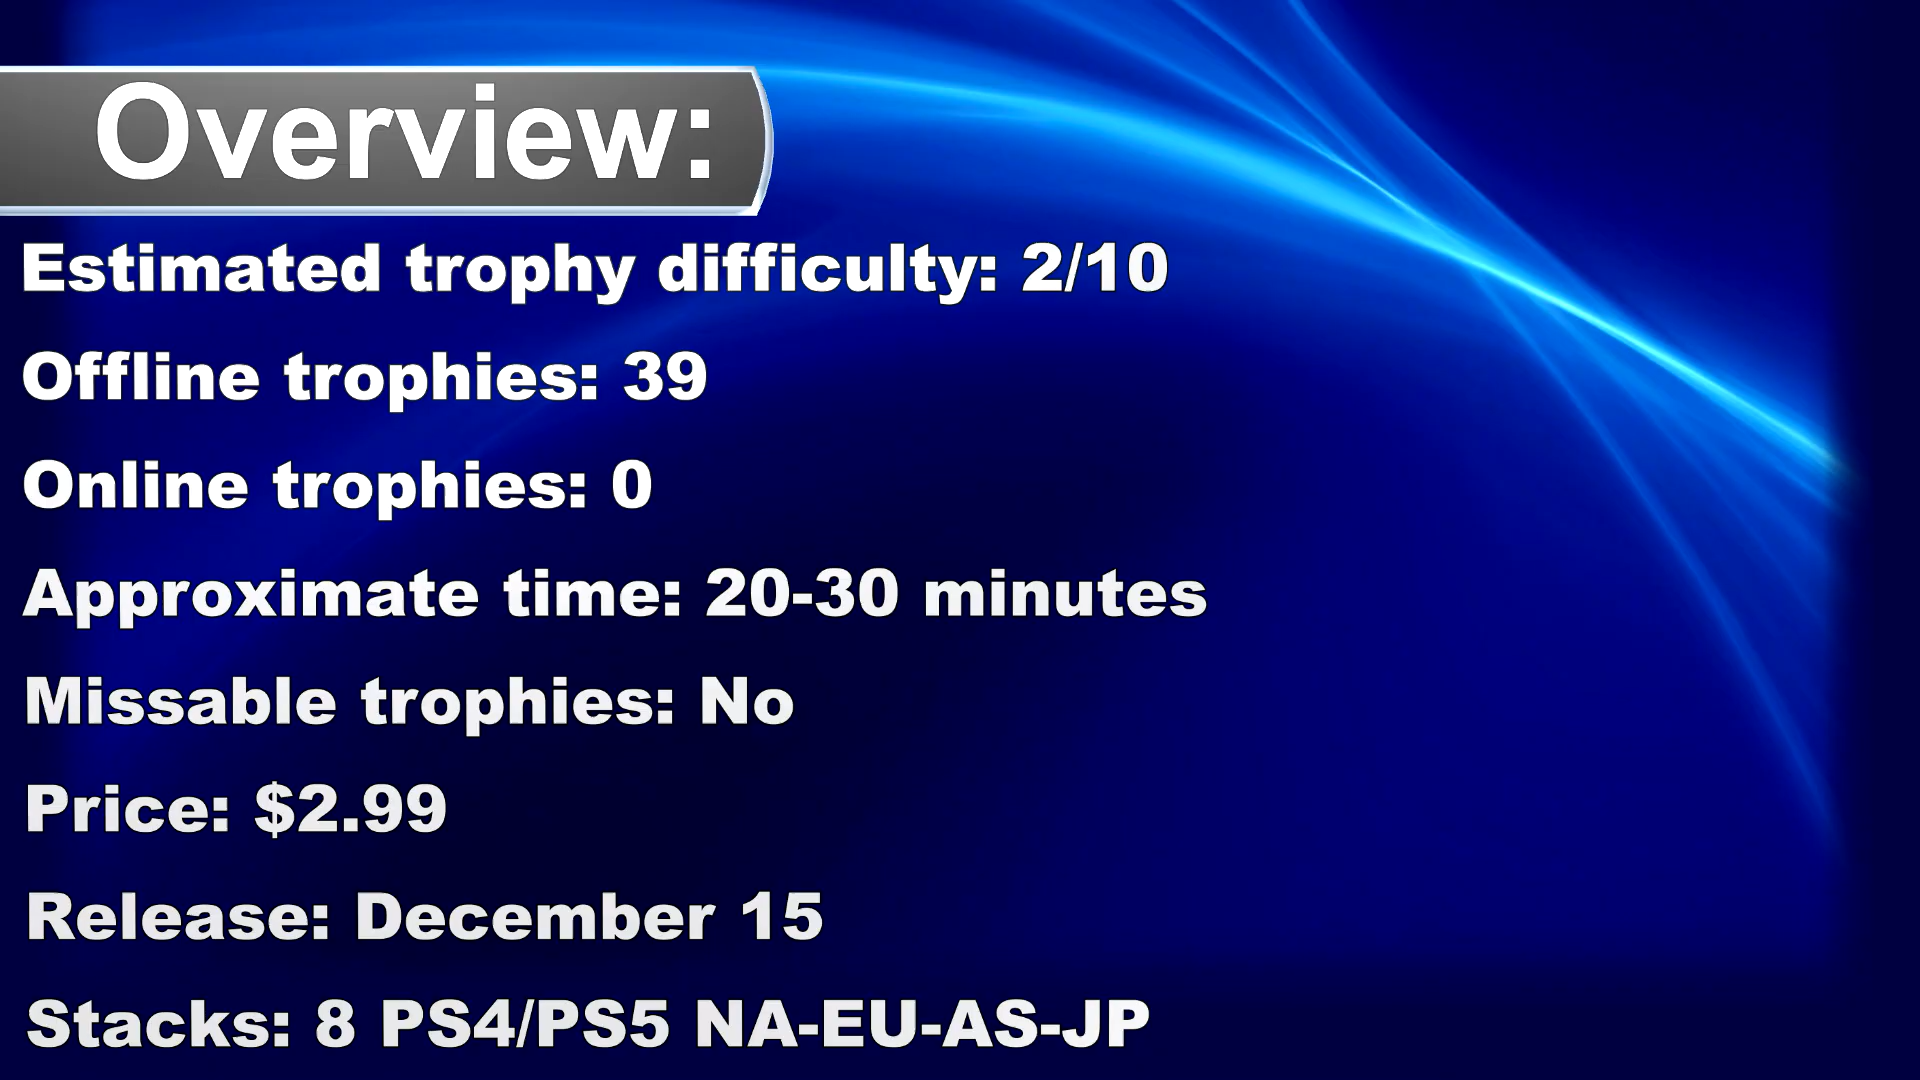 Overview:
Estimated trophy difficulty: 2/10
Offline trophies: 39
Online trophies: 0
Approximate time: 20-30 minutes
Missable trophies: No
Price: $2.99
Release: December 15
Stacks: 8 PS4/PS5 NA-EU-AS-JP